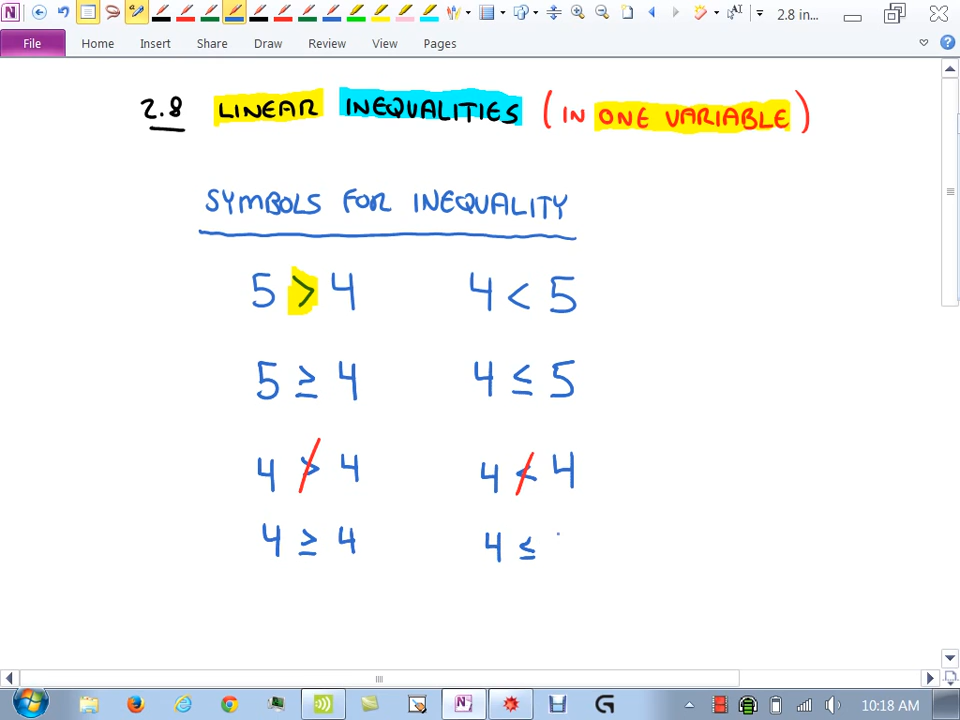 2.8 in...
File Home Insert Share Draw Review View Pages
2.8 LINEAR INEQUALITIES (IN ONE VARIABLE)
SYMBOLS FOR INEQUALITY
5 > 4 4 < 5
5 ≥ 4 4 ≤ 5
4 ≯ 4 4 ≮ 4
4 ≥ 4 4 ≤
10:18 AM